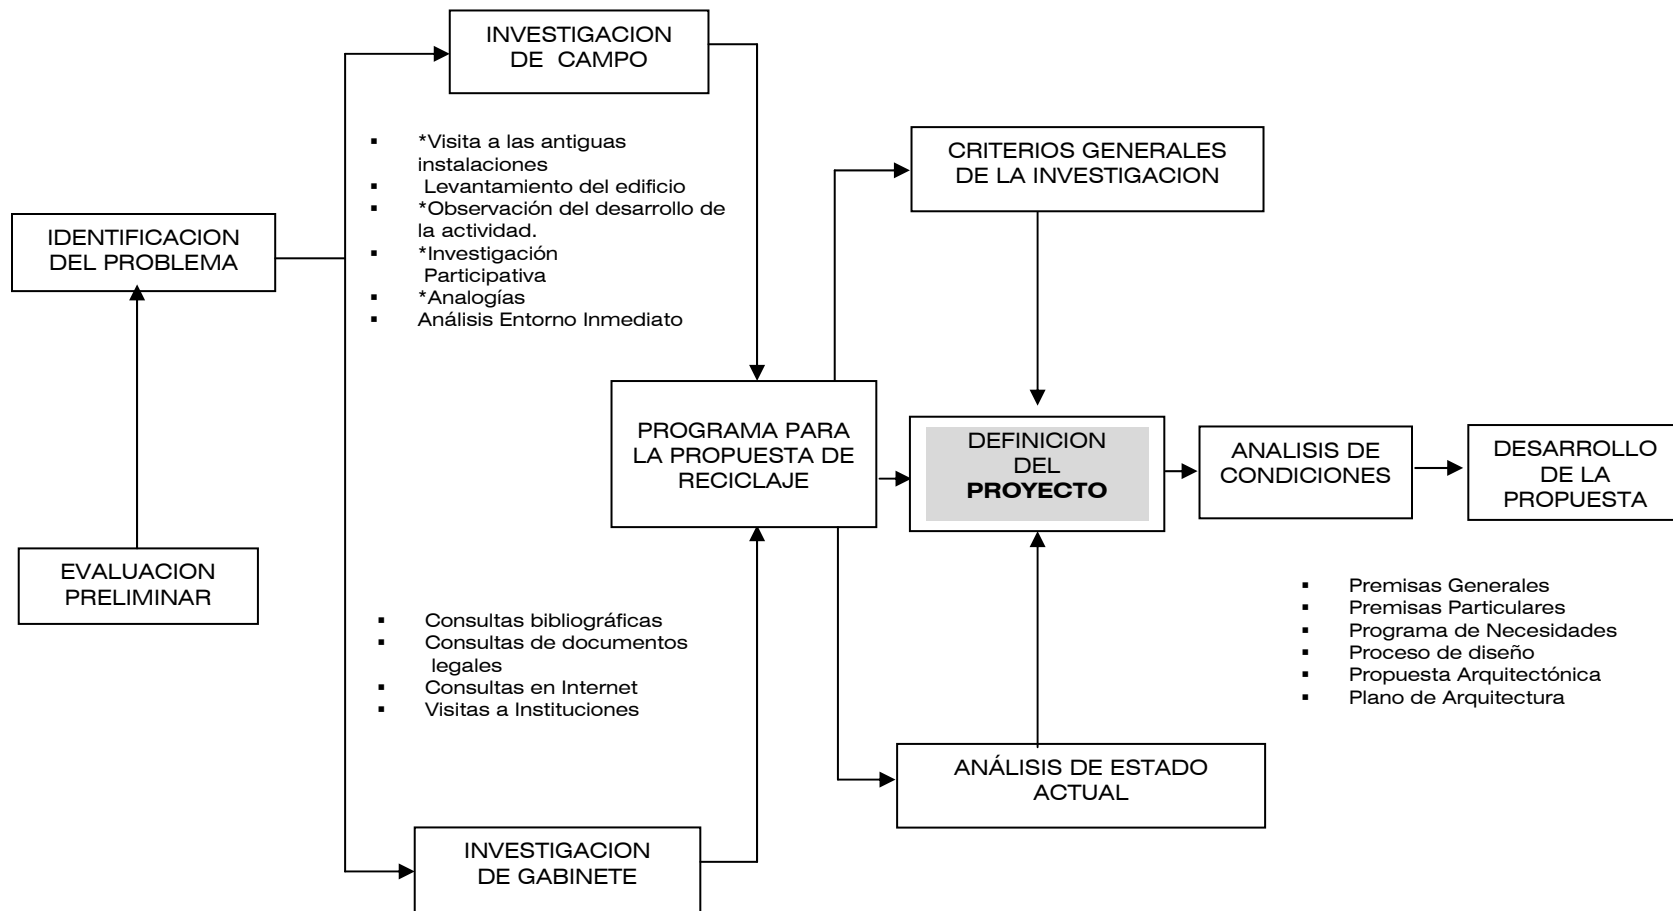 INVESTIGACION
DE CAMPO
▪ *Visita a las antiguas
instalaciones
▪ Levantamiento del edificio
▪ *Observación del desarrollo de
la actividad.
▪ *Investigación
Participativa
▪ *Analogías
▪ Análisis Entorno Inmediato
IDENTIFICACION
DEL PROBLEMA
EVALUACION
PRELIMINAR
▪ Consultas bibliográficas
▪ Consultas de documentos
legales
▪ Consultas en Internet
▪ Visitas a Instituciones
INVESTIGACION
DE GABINETE
PROGRAMA PARA
LA PROPUESTA DE
RECICLAJE
CRITERIOS GENERALES
DE LA INVESTIGACION
DEFINICION
DEL
PROYECTO
ANÁLISIS DE ESTADO
ACTUAL
ANALISIS DE
CONDICIONES
DESARROLLO
DE LA
PROPUESTA
▪ Premisas Generales
▪ Premisas Particulares
▪ Programa de Necesidades
▪ Proceso de diseño
▪ Propuesta Arquitectónica
▪ Plano de Arquitectura